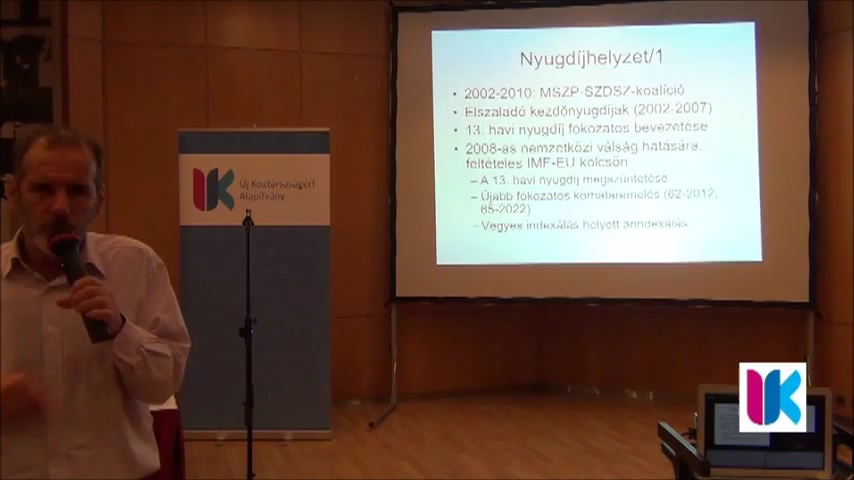 Nyugdíjhelyzet/1
• 2002-2010: MSZP-SZDSZ-koalíció
• Elszaladó kezdőnyugdíjak (2002-2007)
• 13. havi nyugdíj fokozatos bevezetése
• 2008-as nemzetközi válság hatására,
feltételes IMF-EU kölcsön
– A 13. havi nyugdíj megszüntetése
– Újabb fokozatos korhatáremelés (62-2012,
65-2022)
– Vegyes indexálás helyett árindexálás
Új Köztársaságért
Alapítvány